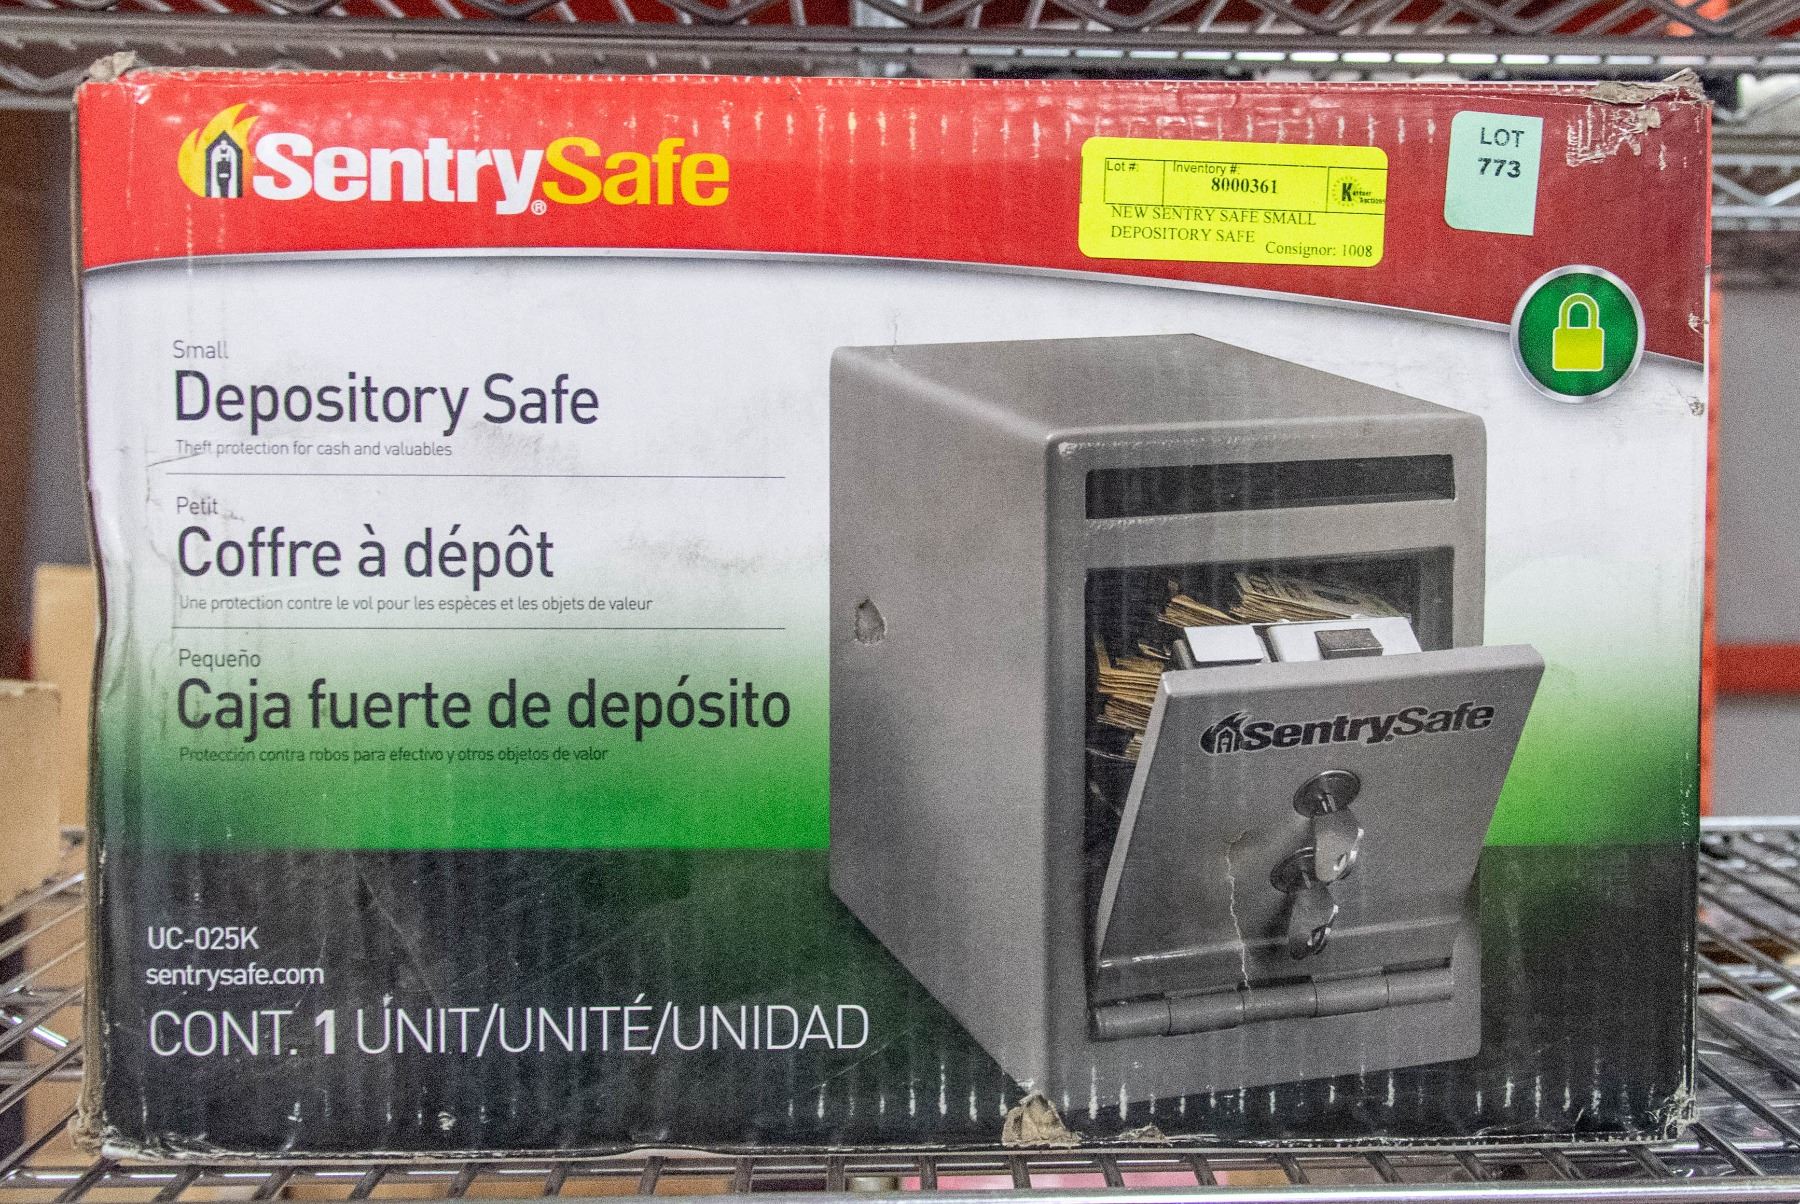 SentrySafe®
Lot #:
Inventory #:
8000361
NEW SENTRY SAFE SMALL
DEPOSITORY SAFE
Consignor: 1008
LOT
773
Small
Depository Safe
Theft protection for cash and valuables
Petit
Coffre à dépôt
Une protection contre le vol pour les espèces et les objets de valeur
Pequeño
Caja fuerte de depósito
Protección contra robos para efectivo y otros objetos de valor
SentrySafe
UC-025K
sentrysafe.com
CONT. 1 UNIT/UNITÉ/UNIDAD